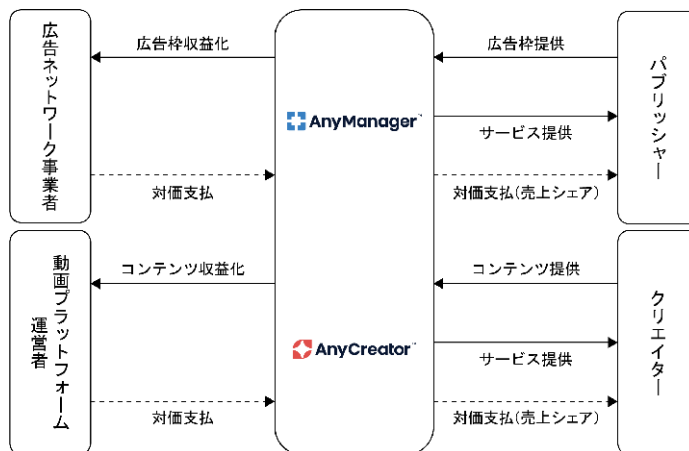 広告ネットワーク事業者
広告枠収益化
対価支払
AnyManager™
広告枠提供
サービス提供
対価支払(売上シェア)
パブリッシャー
動画プラットフォーム
運営者
コンテンツ収益化
対価支払
AnyCreator™
コンテンツ提供
サービス提供
対価支払(売上シェア)
クリエイター